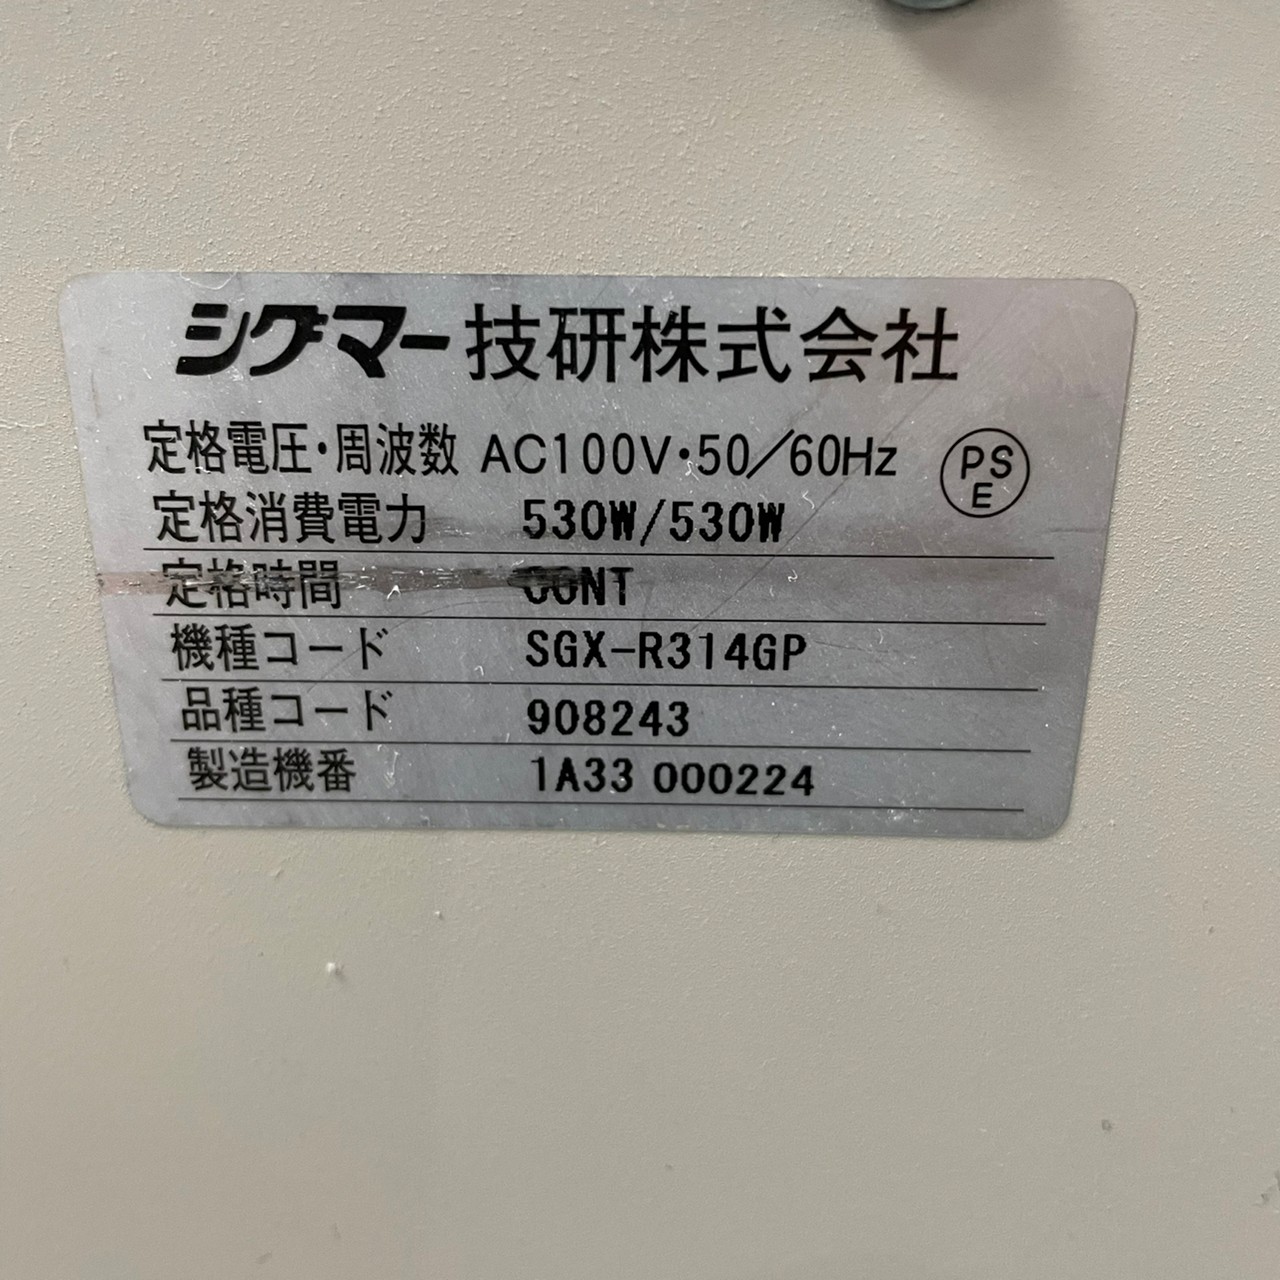 シグマー技研株式会社
定格電圧・周波数 AC100V・50/60Hz
PS
E
定格消費電力 530W/530W
定格時間 CONT
機種コード SGX-R314GP
品種コード 908243
製造機番 1A33 000224